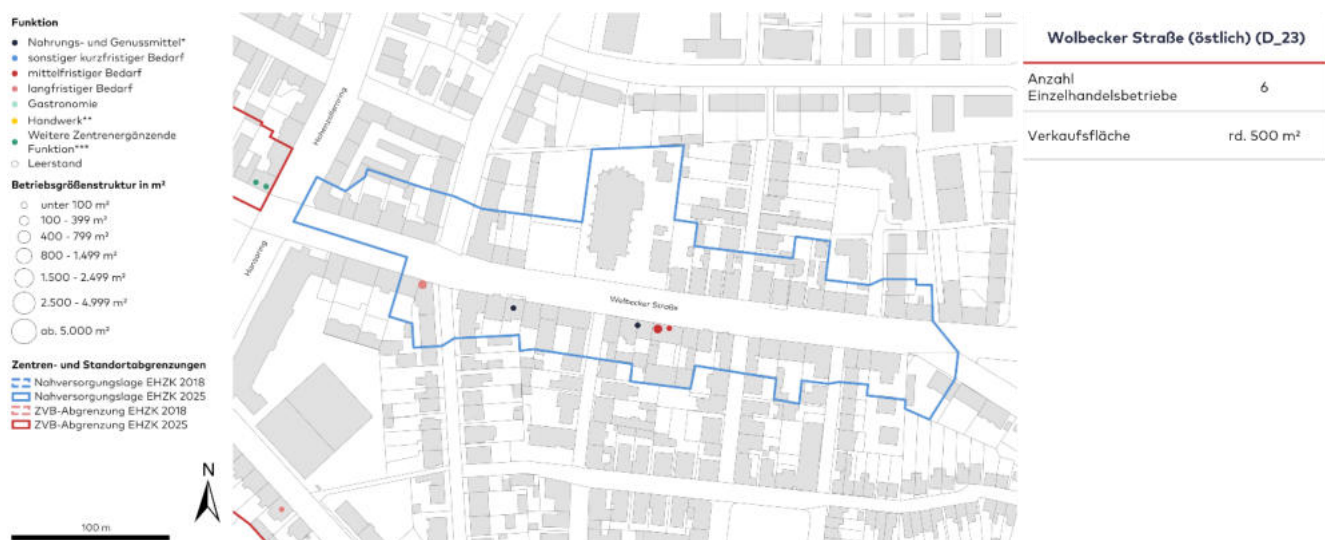 Funktion
Nahrungs- und Genussmittel*
sonstiger kurzfristiger Bedarf
mittelfristiger Bedarf
langfristiger Bedarf
Gastronomie
Handwerk**
Weitere Zentrenergänzende
Funktion***
Leerstand
Betriebsgrößenstruktur in m²
unter 100 m²
100 - 399 m²
400 - 799 m²
800 - 1.499 m²
1.500 - 2.499 m²
2.500 - 4.999 m²
ab. 5.000 m²
Zentren- und Standortabgrenzungen
Nahversorgungslage EHZK 2018
Nahversorgungslage EHZK 2025
ZVB-Abgrenzung EHZK 2018
ZVB-Abgrenzung EHZK 2025
N
100 m
Hohenzollernring
Hansaring
Wolbecker Straße
Wolbecker Straße (östlich) (D_23)
Anzahl
Einzelhandelsbetriebe 6
Verkaufsfläche rd. 500 m²